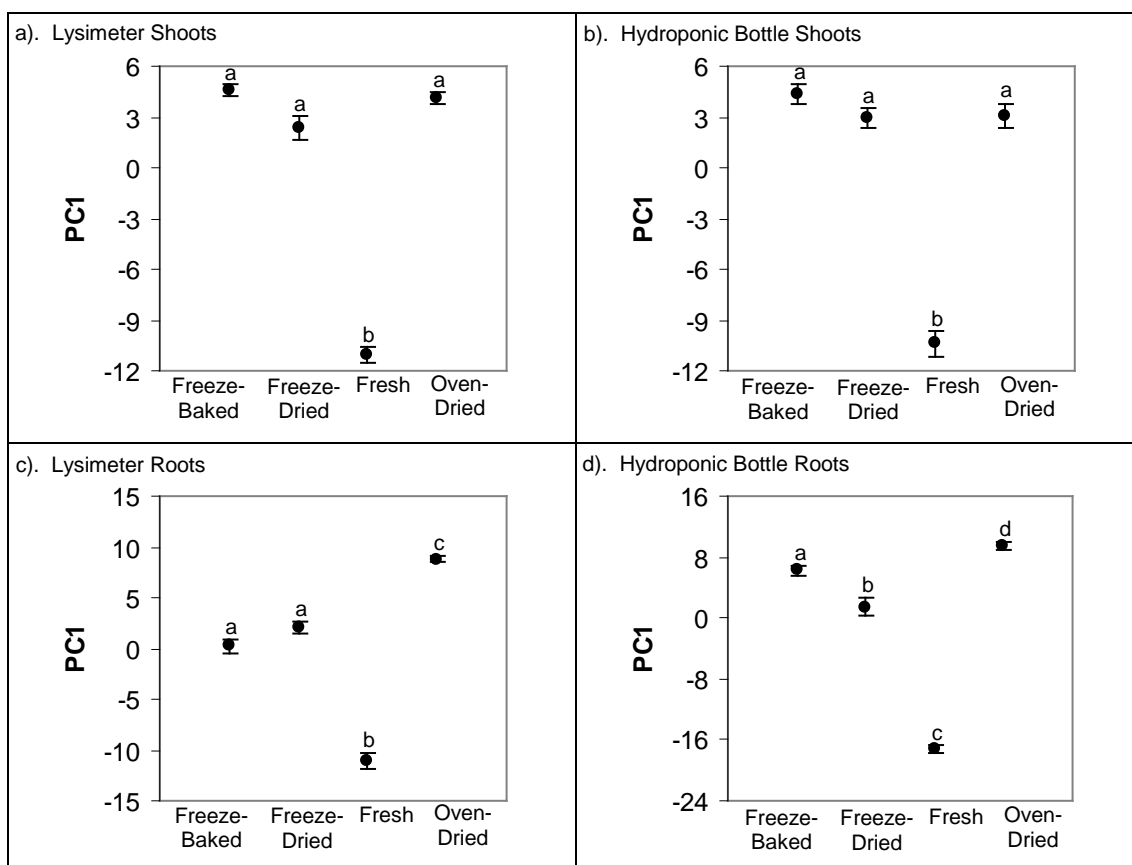 a). Lysimeter Shoots
PC1
6
3
0
-3
-6
-9
-12
a
a
b
a
Freeze-
Baked
Freeze-
Dried
Fresh
Oven-
Dried
b). Hydroponic Bottle Shoots
PC1
6
3
0
-3
-6
-9
-12
a
a
b
a
Freeze-
Baked
Freeze-
Dried
Fresh
Oven-
Dried
c). Lysimeter Roots
PC1
15
10
5
0
-5
-10
-15
a
a
b
c
Freeze-
Baked
Freeze-
Dried
Fresh
Oven-
Dried
d). Hydroponic Bottle Roots
PC1
16
8
0
-8
-16
-24
a
b
c
d
Freeze-
Baked
Freeze-
Dried
Fresh
Oven-
Dried